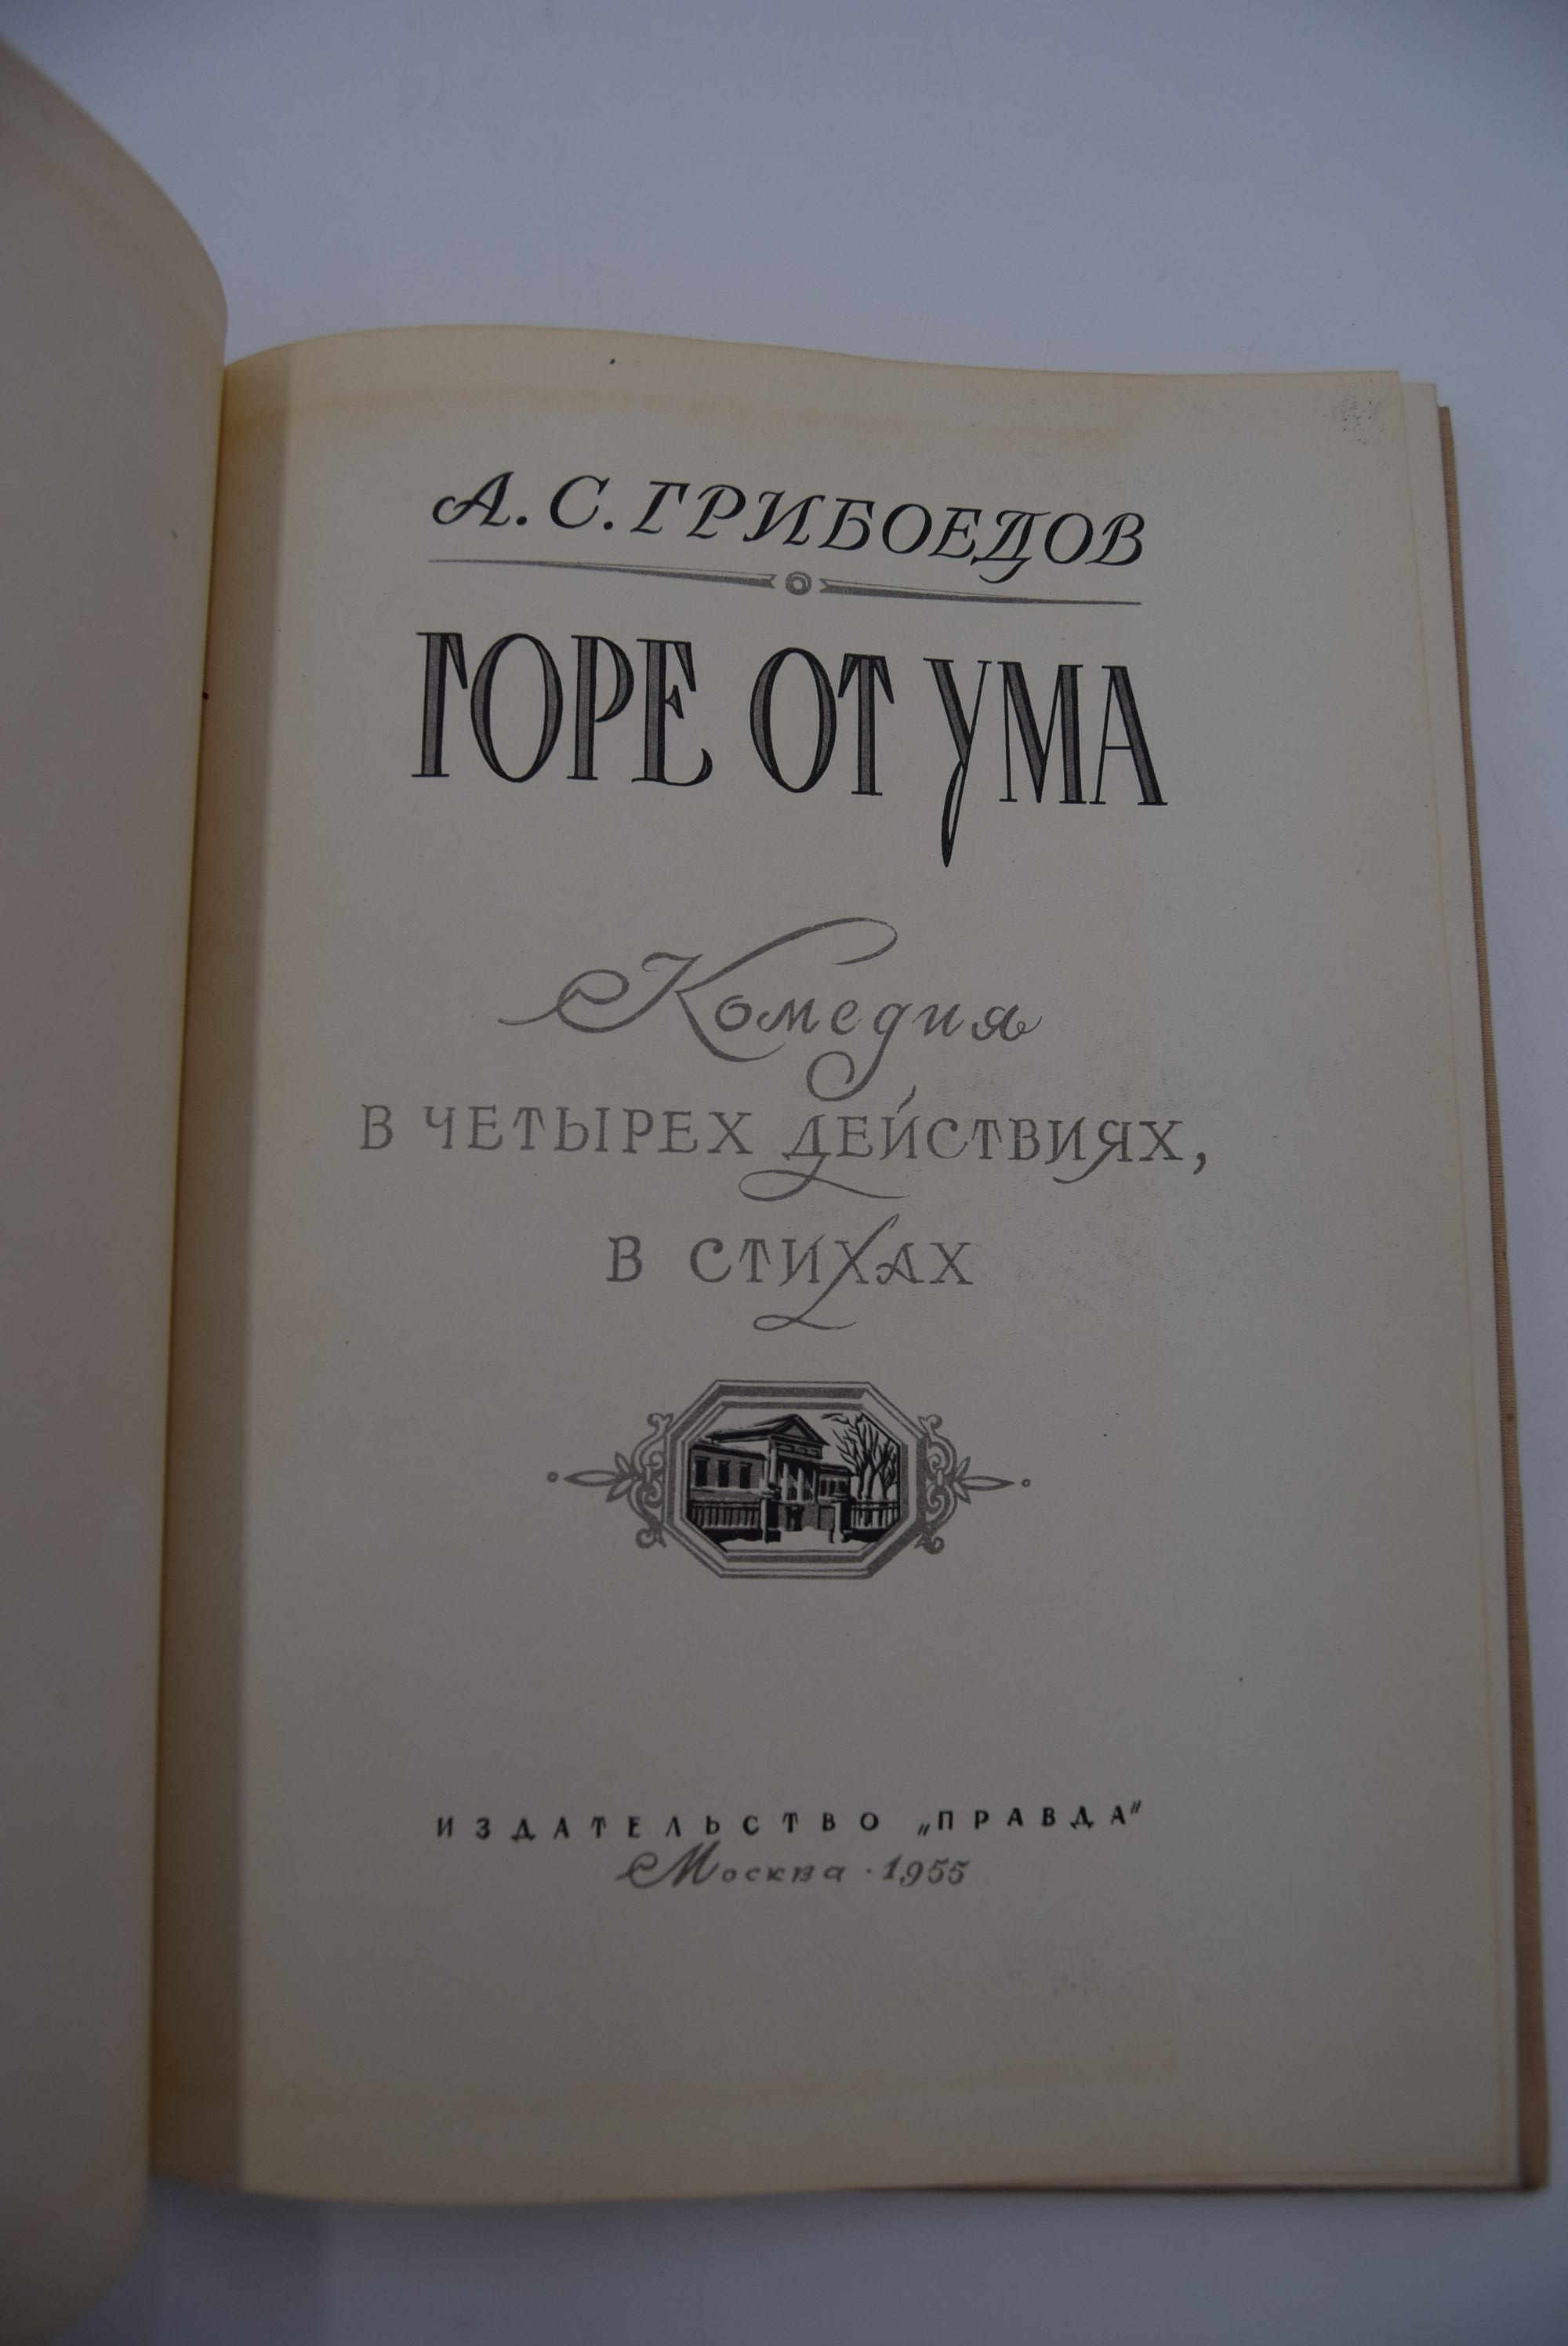 А. С. ГРИБОЕДОВ
ГОРЕ ОТ УМА
Комедия
В ЧЕТЫРЕХ ДЕЙСТВИЯХ,
В СТИХАХ
ИЗДАТЕЛЬСТВО „ПРАВДА"
Москва · 1955